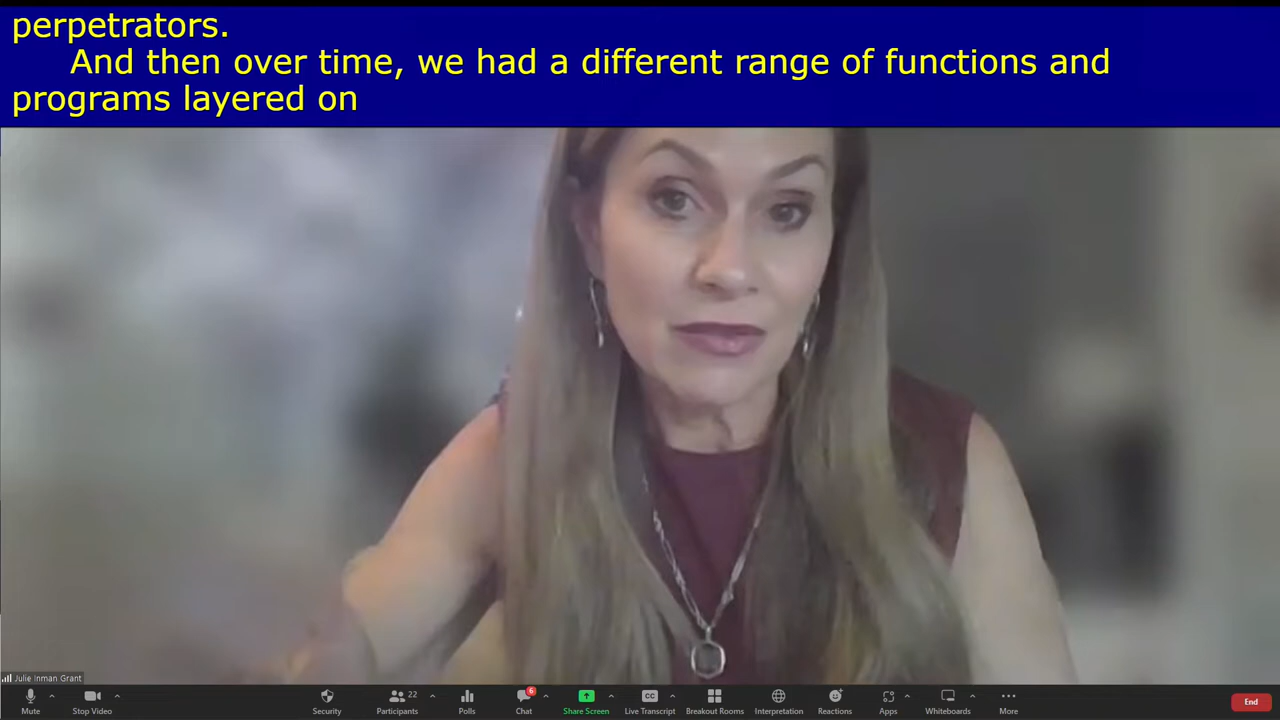 perpetrators.
And then over time, we had a different range of functions and
programs layered on
Julie Inman Grant
22
6
CC
Mute
Stop Video
Security
Participants
Polls
Chat
Share Screen
Live Transcript
Breakout Rooms
Interpretation
Reactions
Apps
Whiteboards
More
End